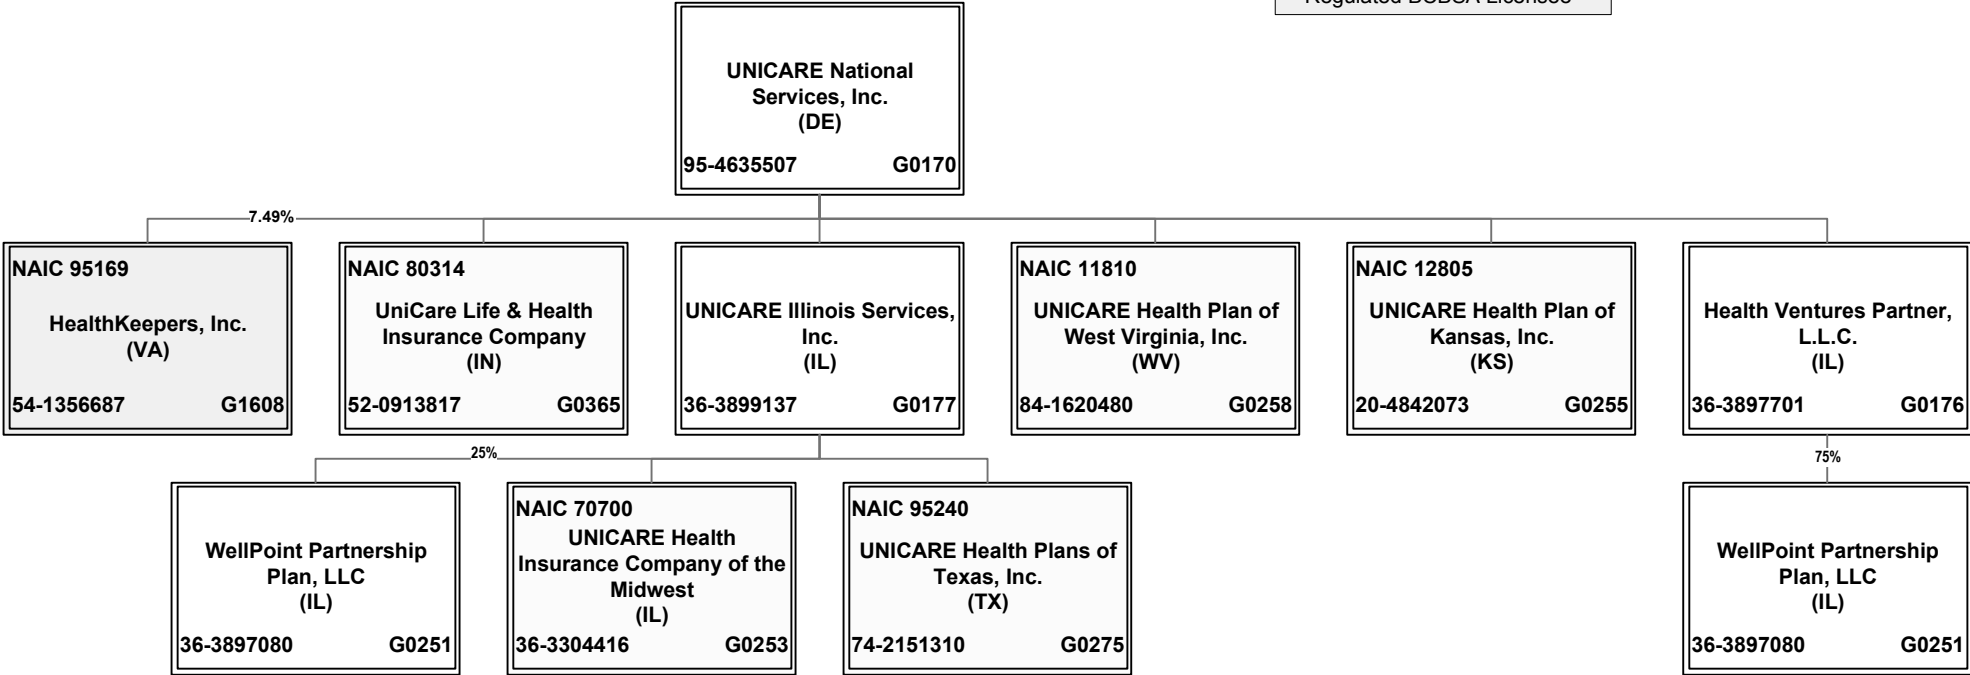 Regulated BCBSA Licensee
UNICARE National
Services, Inc.
(DE)
95-4635507 G0170
7.49%
NAIC 95169
HealthKeepers, Inc.
(VA)
54-1356687 G1608
NAIC 80314
UniCare Life & Health
Insurance Company
(IN)
52-0913817 G0365
UNICARE Illinois Services,
Inc.
(IL)
36-3899137 G0177
NAIC 11810
UNICARE Health Plan of
West Virginia, Inc.
(WV)
84-1620480 G0258
NAIC 12805
UNICARE Health Plan of
Kansas, Inc.
(KS)
20-4842073 G0255
Health Ventures Partner,
L.L.C.
(IL)
36-3897701 G0176
25%
75%
WellPoint Partnership
Plan, LLC
(IL)
36-3897080 G0251
NAIC 70700
UNICARE Health
Insurance Company of the
Midwest
(IL)
36-3304416 G0253
NAIC 95240
UNICARE Health Plans of
Texas, Inc.
(TX)
74-2151310 G0275
WellPoint Partnership
Plan, LLC
(IL)
36-3897080 G0251